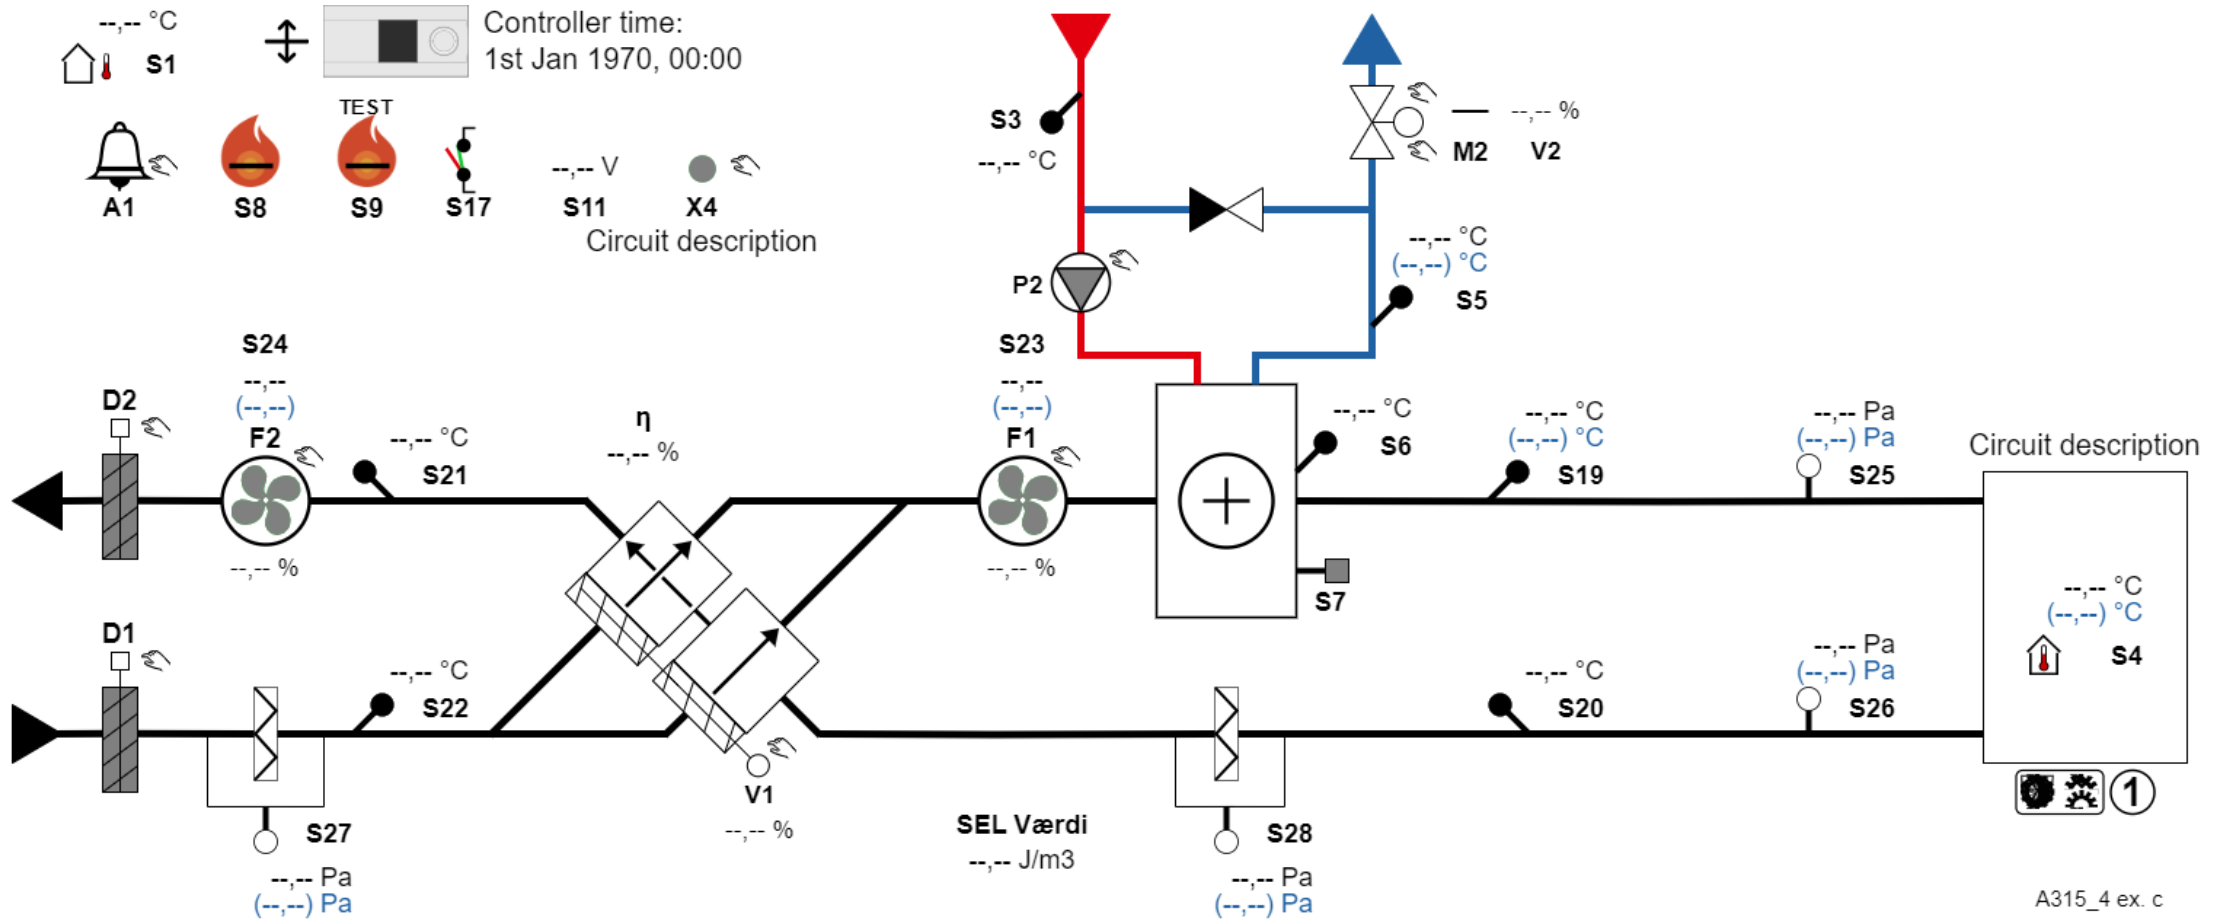 --,-- °C
S1
Controller time:
1st Jan 1970, 00:00
TEST
A1
S8
S9
S17
--,-- V
S11
X4
Circuit description
S3
--,-- °C
--,-- %
M2
V2
--,-- °C
(--,--) °C
S5
P2
S24
--,--
(--,--)
F2
--,-- %
D2
--,-- °C
S21
η
--,-- %
S23
--,--
(--,--)
F1
--,-- %
--,-- °C
S6
S7
--,-- °C
(--,--) °C
S19
--,-- Pa
(--,--) Pa
S25
Circuit description
--,-- °C
(--,--) °C
S4
D1
--,-- °C
S22
S27
--,-- Pa
(--,--) Pa
V1
--,-- %
SEL Værdi
--,-- J/m3
S28
--,-- Pa
(--,--) Pa
--,-- °C
S20
--,-- Pa
(--,--) Pa
S26
1
A315_4 ex. c